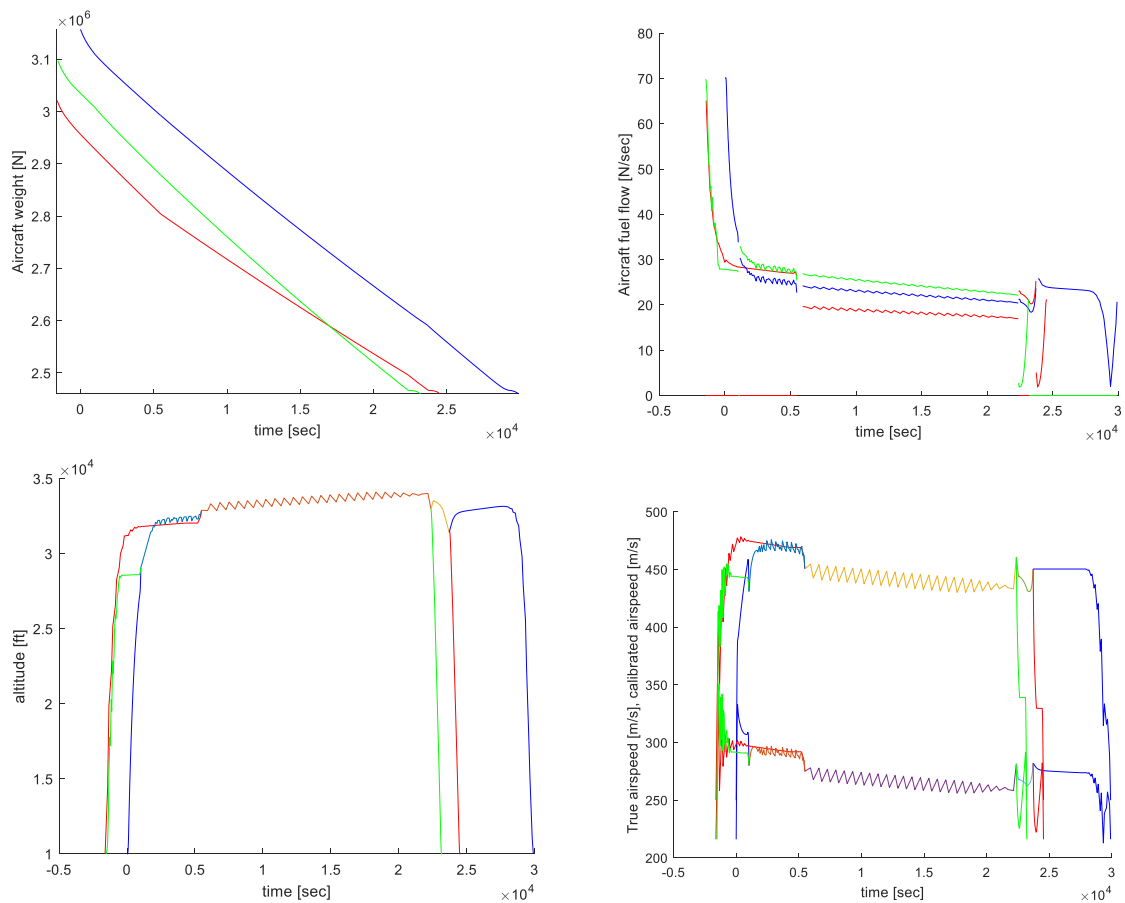 ×10^6
3.1
3
2.9
2.8
2.7
2.6
2.5
Aircraft weight [N]
0 0.5 1 1.5 2 2.5
time [sec]
×10^4
80
70
60
50
40
30
20
10
0
Aircraft fuel flow [N/sec]
-0.5 0 0.5 1 1.5 2 2.5 3
time [sec]
×10^4
×10^4
3.5
3
2.5
2
1.5
1
altitude [ft]
-0.5 0 0.5 1 1.5 2 2.5 3
time [sec]
×10^4
500
450
400
350
300
250
200
True airspeed [m/s], calibrated airspeed [m/s]
-0.5 0 0.5 1 1.5 2 2.5 3
time [sec]
×10^4